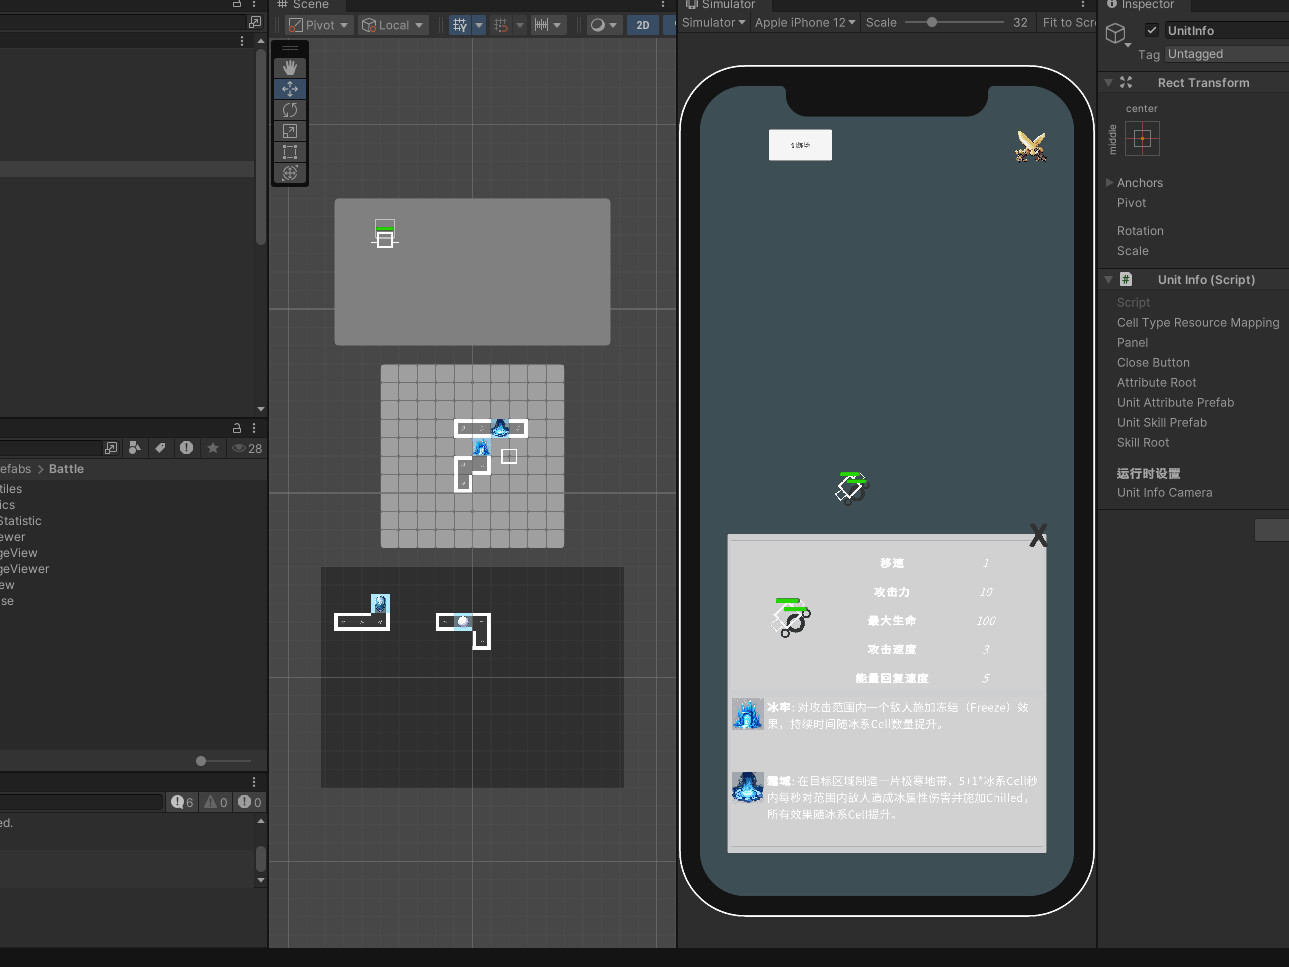 Scene
Simulator
Inspector
Pivot
Local
2D
Simulator
Apple iPhone 12
Scale
32
Fit to Scr
UnitInfo
Tag
Untagged
Rect Transform
center
middle
Anchors
Pivot
Rotation
Scale
Unit Info (Script)
Script
Cell Type Resource Mapping
Panel
Close Button
Attribute Root
Unit Attribute Prefab
Unit Skill Prefab
Skill Root
运行时设置
Unit Info Camera
28
efabs > Battle
tiles
ics
Statistic
ewer
geView
geViewer
ew
se
6
0
0
ed.
X
移速 1
攻击力 10
最大生命 100
攻击速度 3
能量回复速度 5
冰牢: 对攻击范围内一个敌人施加冻结（Freeze）效
果，持续时间随冰系Cell数量提升。
霜域: 在目标区域制造一片极寒地带，5+1*冰系Cell秒
内每秒对范围内敌人造成冰属性伤害并施加Chilled，
所有效果随冰系Cell提升。